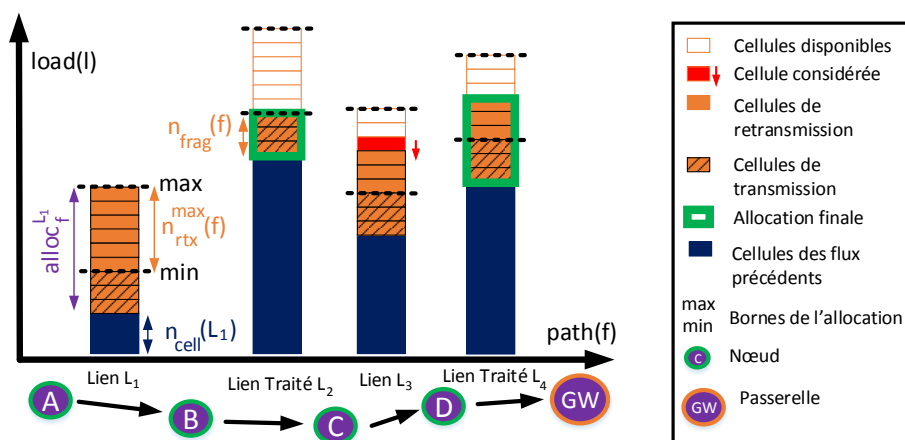 load(l)
n_frag(f)
max
n_rtx^max(f)
alloc_f^L1
min
n_cell(L1)
path(f)
Lien L1
Lien Traité L2
Lien L3
Lien Traité L4
A
B
C
D
GW
Cellules disponibles
Cellule considérée
Cellules de
retransmission
Cellules de
transmission
Allocation finale
Cellules des flux
précédents
max
min
Bornes de l'allocation
C
Nœud
GW
Passerelle